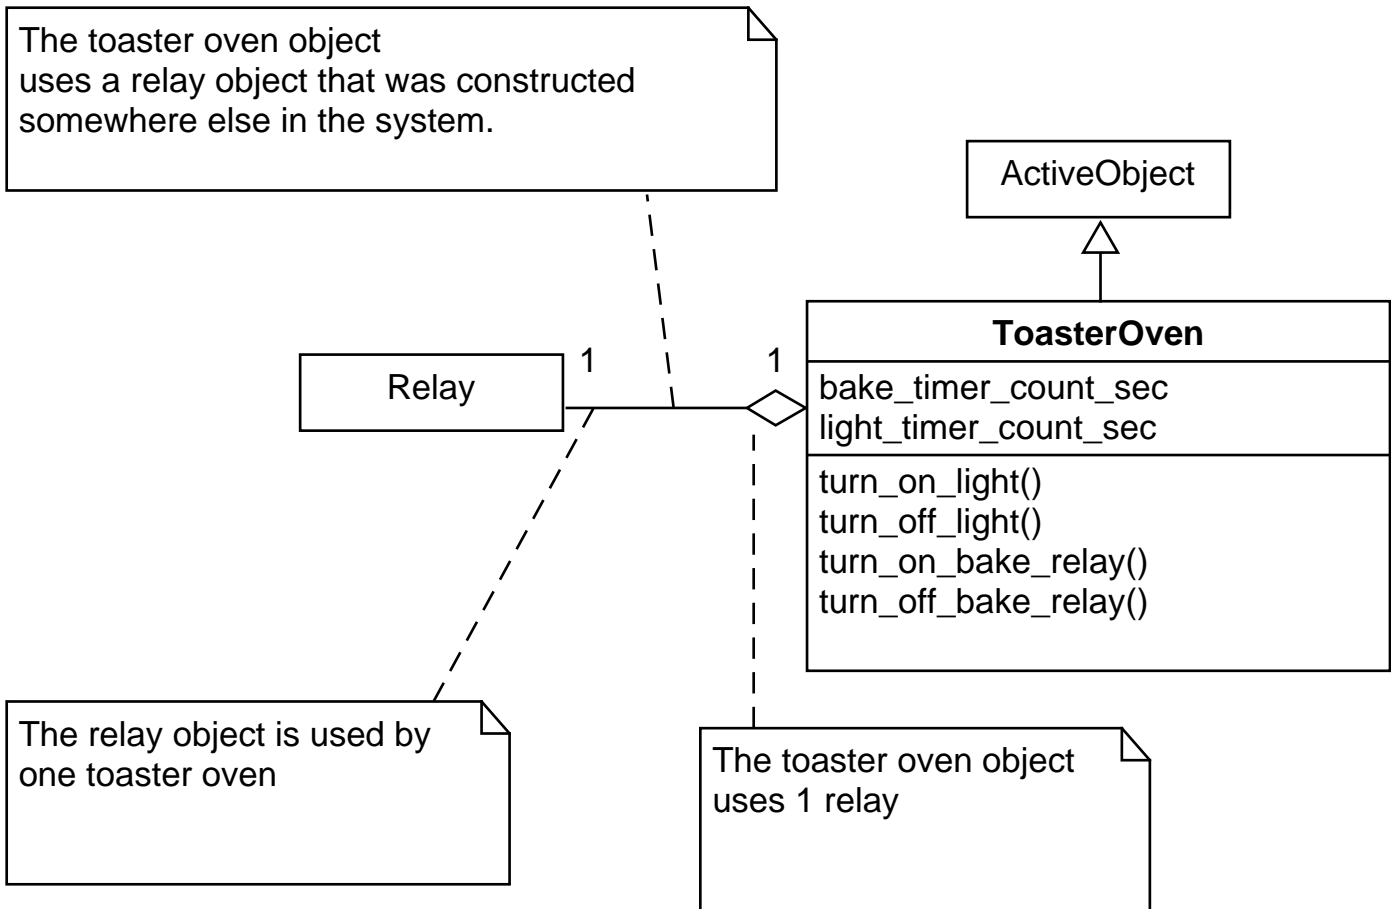 The toaster oven object
uses a relay object that was constructed
somewhere else in the system.
ActiveObject
ToasterOven
1
1
Relay
bake_timer_count_sec
light_timer_count_sec
turn_on_light()
turn_off_light()
turn_on_bake_relay()
turn_off_bake_relay()
The relay object is used by
one toaster oven
The toaster oven object
uses 1 relay